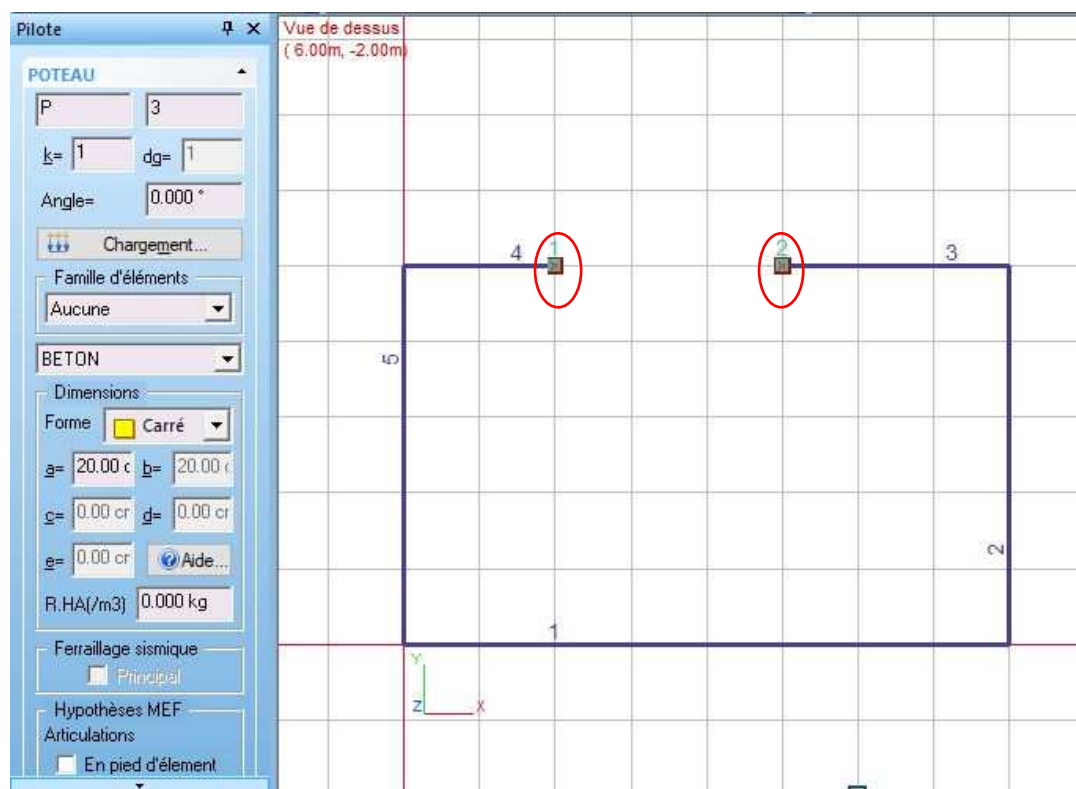 Pilote
POTEAU
P 3
k= 1 dg= 1
Angle= 0.000 °
Chargement...
Famille d'éléments
Aucune
BETON
Dimensions
Forme Carré
a= 20.00 c b= 20.00 c
c= 0.00 cr d= 0.00 cr
e= 0.00 cr Aide...
R.HA(/m3) 0.000 kg
Ferraillage sismique
Principal
Hypothèses MEF
Articulations
En pied d'élement
Vue de dessus
( 6.00m, -2.00m)
4 1 2 3
5
2
1
Y
Z X